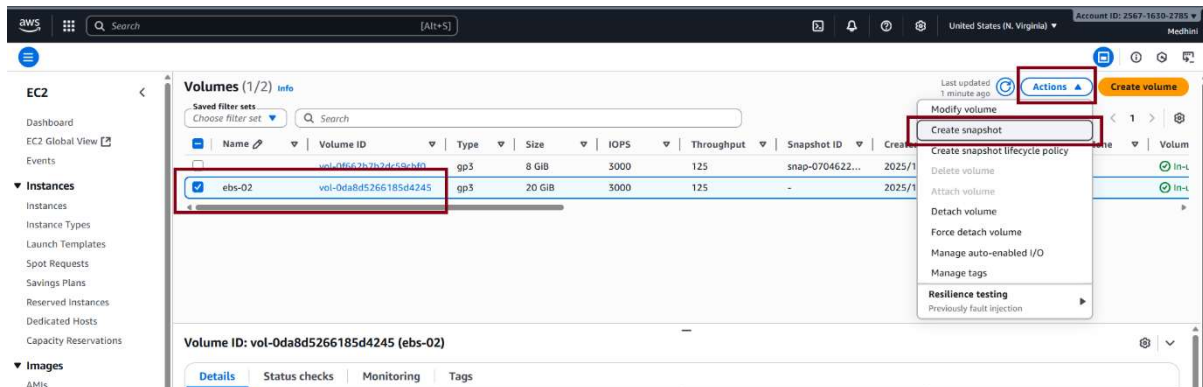 aws Search [Alt+S] United States (N. Virginia) Account ID: 2567-1630-2785
Medhini
EC2
Dashboard
EC2 Global View
Events
Instances
Instances
Instance Types
Launch Templates
Spot Requests
Savings Plans
Reserved Instances
Dedicated Hosts
Capacity Reservations
Images
AMIs
Volumes (1/2) Info
Last updated
1 minute ago
Actions
Create volume
Saved filter sets
Choose filter set
Search
1
Name Volume ID Type Size IOPS Throughput Snapshot ID Volum
vol-0f662b7b2dc59cbf0 gp3 8 GiB 3000 125 snap-0704622... 2025/1 In-u
ebs-02 vol-0da8d5266185d4245 gp3 20 GiB 3000 125 - 2025/1 In-u
Modify volume
Create snapshot
Create snapshot lifecycle policy
Delete volume
Attach volume
Detach volume
Force detach volume
Manage auto-enabled I/O
Manage tags
Resilience testing
Previously fault injection
Volume ID: vol-0da8d5266185d4245 (ebs-02)
Details Status checks Monitoring Tags